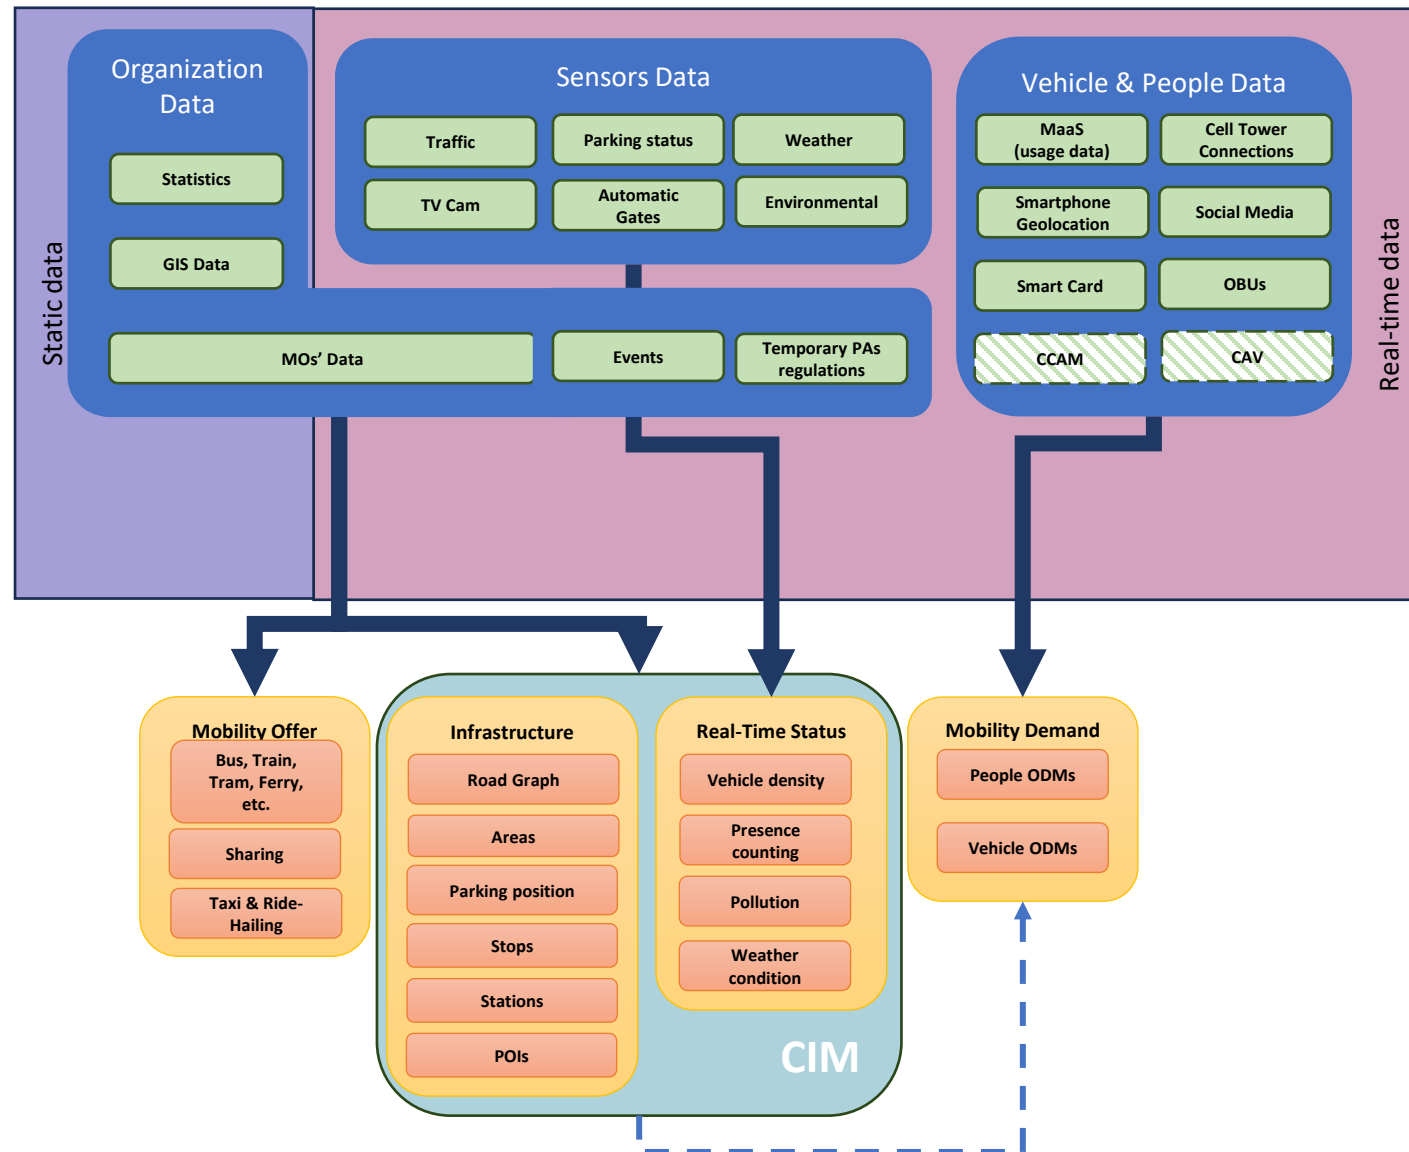 Static data
Organization
Data
Statistics
GIS Data
MOs’ Data
Events
Temporary PAs
regulations
Sensors Data
Traffic
Parking status
Weather
TV Cam
Automatic
Gates
Environmental
Vehicle & People Data
MaaS
(usage data)
Cell Tower
Connections
Smartphone
Geolocation
Social Media
Smart Card
OBUs
CCAM
CAV
Real-time data
Mobility Offer
Bus, Train,
Tram, Ferry,
etc.
Sharing
Taxi & Ride-
Hailing
Infrastructure
Road Graph
Areas
Parking position
Stops
Stations
POIs
Real-Time Status
Vehicle density
Presence
counting
Pollution
Weather
condition
CIM
Mobility Demand
People ODMs
Vehicle ODMs